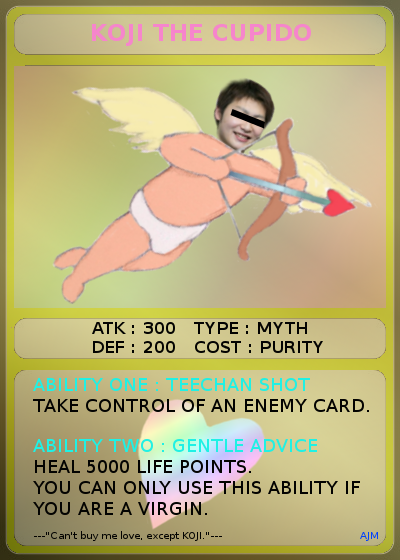 KOJI THE CUPIDO
ATK : 300 TYPE : MYTH
DEF : 200 COST : PURITY
ABILITY ONE : TEECHAN SHOT
TAKE CONTROL OF AN ENEMY CARD.
ABILITY TWO : GENTLE ADVICE
HEAL 5000 LIFE POINTS.
YOU CAN ONLY USE THIS ABILITY IF
YOU ARE A VIRGIN.
---"Can't buy me love, except KOJI."--- AJM